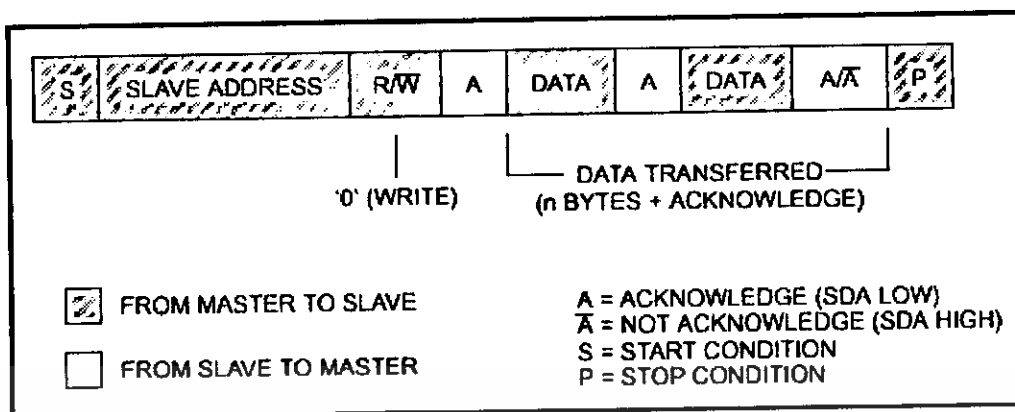 S SLAVE ADDRESS R/W̅ A DATA A DATA A/A̅ P
'0' (WRITE)
DATA TRANSFERRED
(n BYTES + ACKNOWLEDGE)
FROM MASTER TO SLAVE
FROM SLAVE TO MASTER
A = ACKNOWLEDGE (SDA LOW)
A̅ = NOT ACKNOWLEDGE (SDA HIGH)
S = START CONDITION
P = STOP CONDITION